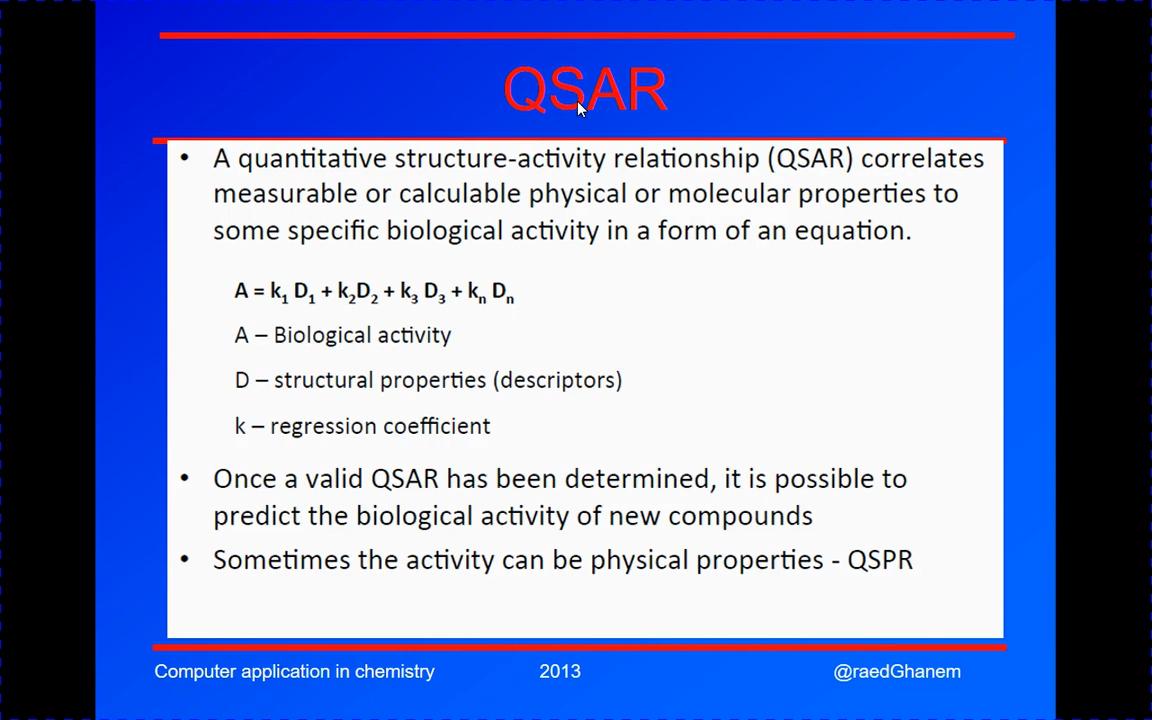 QSAR
• A quantitative structure-activity relationship (QSAR) correlates
measurable or calculable physical or molecular properties to
some specific biological activity in a form of an equation.
A = k₁ D₁ + k₂D₂ + k₃ D₃ + kₙ Dₙ
A – Biological activity
D – structural properties (descriptors)
k – regression coefficient
• Once a valid QSAR has been determined, it is possible to
predict the biological activity of new compounds
• Sometimes the activity can be physical properties - QSPR
Computer application in chemistry 2013 @raedGhanem